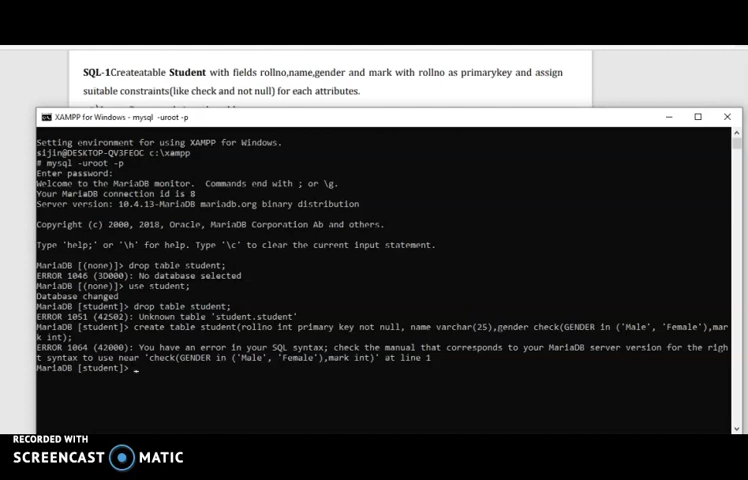 SQL-1Createatable Student with fields rollno,name,gender and mark with rollno as primarykey and assign
suitable constraints(like check and not null) for each attributes.
XAMPP for Windows - mysql -uroot -p
Setting environment for using XAMPP for Windows.
sijin@DESKTOP-QV3FEOC c:\xampp
# mysql -uroot -p
Enter password:
Welcome to the MariaDB monitor. Commands end with ; or \g.
Your MariaDB connection id is 8
Server version: 10.4.13-MariaDB mariadb.org binary distribution
Copyright (c) 2000, 2018, Oracle, MariaDB Corporation Ab and others.
Type 'help;' or '\h' for help. Type '\c' to clear the current input statement.
MariaDB [(none)]> drop table student;
ERROR 1046 (3D000): No database selected
MariaDB [(none)]> use student;
Database changed
MariaDB [student]> drop table student;
ERROR 1051 (42S02): Unknown table 'student.student'
MariaDB [student]> create table student(rollno int primary key not null, name varchar(25),gender check(GENDER in ('Male', 'Female'),mar
k int);
ERROR 1064 (42000): You have an error in your SQL syntax; check the manual that corresponds to your MariaDB server version for the righ
t syntax to use near 'check(GENDER in ('Male', 'Female'),mark int)' at line 1
MariaDB [student]> _
RECORDED WITH
SCREENCAST MATIC